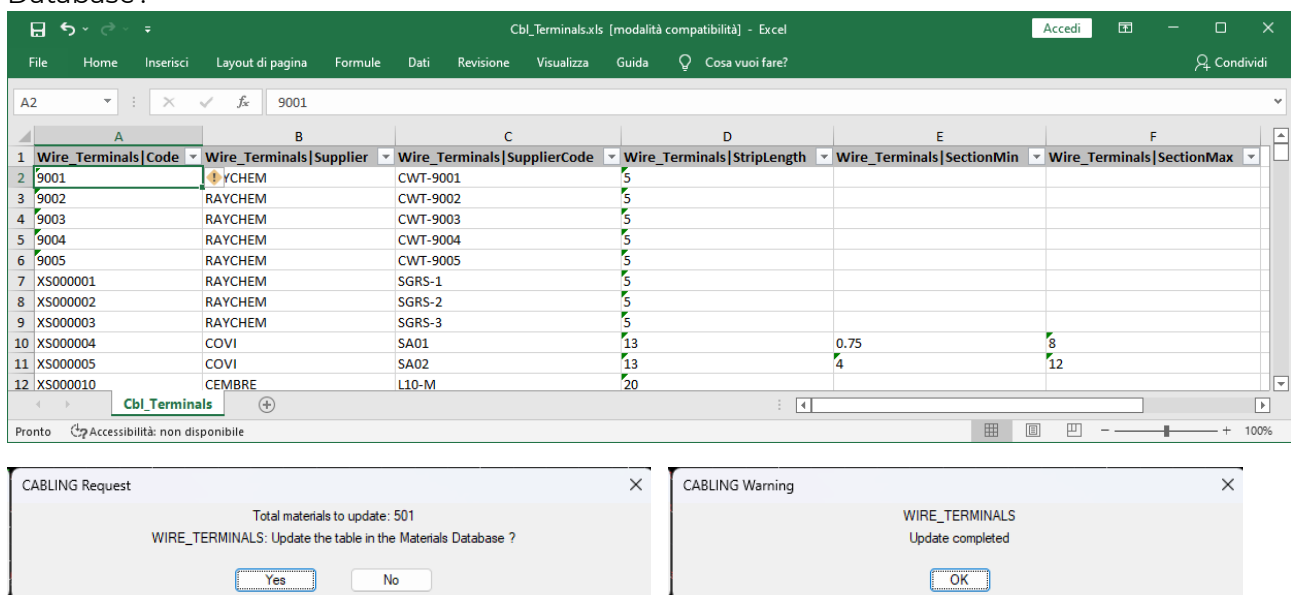 Database?
Cbl_Terminals.xls [modalità compatibilità] - Excel
Accedi
File Home Inserisci Layout di pagina Formule Dati Revisione Visualizza Guida Cosa vuoi fare? Condividi
A2 fx 9001
A B C D E F
1 Wire_Terminals|Code Wire_Terminals|Supplier Wire_Terminals|SupplierCode Wire_Terminals|StripLength Wire_Terminals|SectionMin Wire_Terminals|SectionMax
2 9001 YCHEM CWT-9001 5
3 9002 RAYCHEM CWT-9002 5
4 9003 RAYCHEM CWT-9003 5
5 9004 RAYCHEM CWT-9004 5
6 9005 RAYCHEM CWT-9005 5
7 XS000001 RAYCHEM SGRS-1 5
8 XS000002 RAYCHEM SGRS-2 5
9 XS000003 RAYCHEM SGRS-3 5
10 XS000004 COVI SA01 13 0.75 8
11 XS000005 COVI SA02 13 4 12
12 XS000010 CEMBRE L10-M 20
Cbl_Terminals
Pronto Accessibilità: non disponibile 100%
CABLING Request
Total materials to update: 501
WIRE_TERMINALS: Update the table in the Materials Database ?
Yes No
CABLING Warning
WIRE_TERMINALS
Update completed
OK